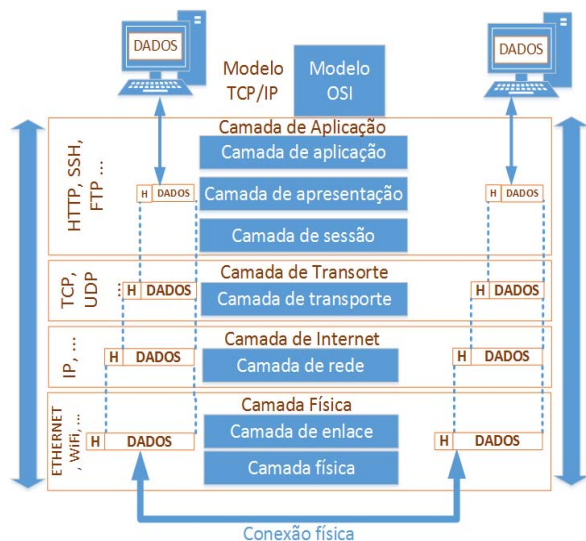 DADOS
DADOS
Modelo
TCP/IP
Modelo
OSI
HTTP, SSH,
FTP ...
Camada de Aplicação
Camada de aplicação
H DADOS
Camada de apresentação
H DADOS
Camada de sessão
TCP,
UDP
...
Camada de Transporte
H DADOS
Camada de transporte
H DADOS
IP, ...
Camada de Internet
H DADOS
Camada de rede
H DADOS
ETHERNET
, WiFi, ...
Camada Física
Camada de enlace
H DADOS
H DADOS
Camada física
Conexão física